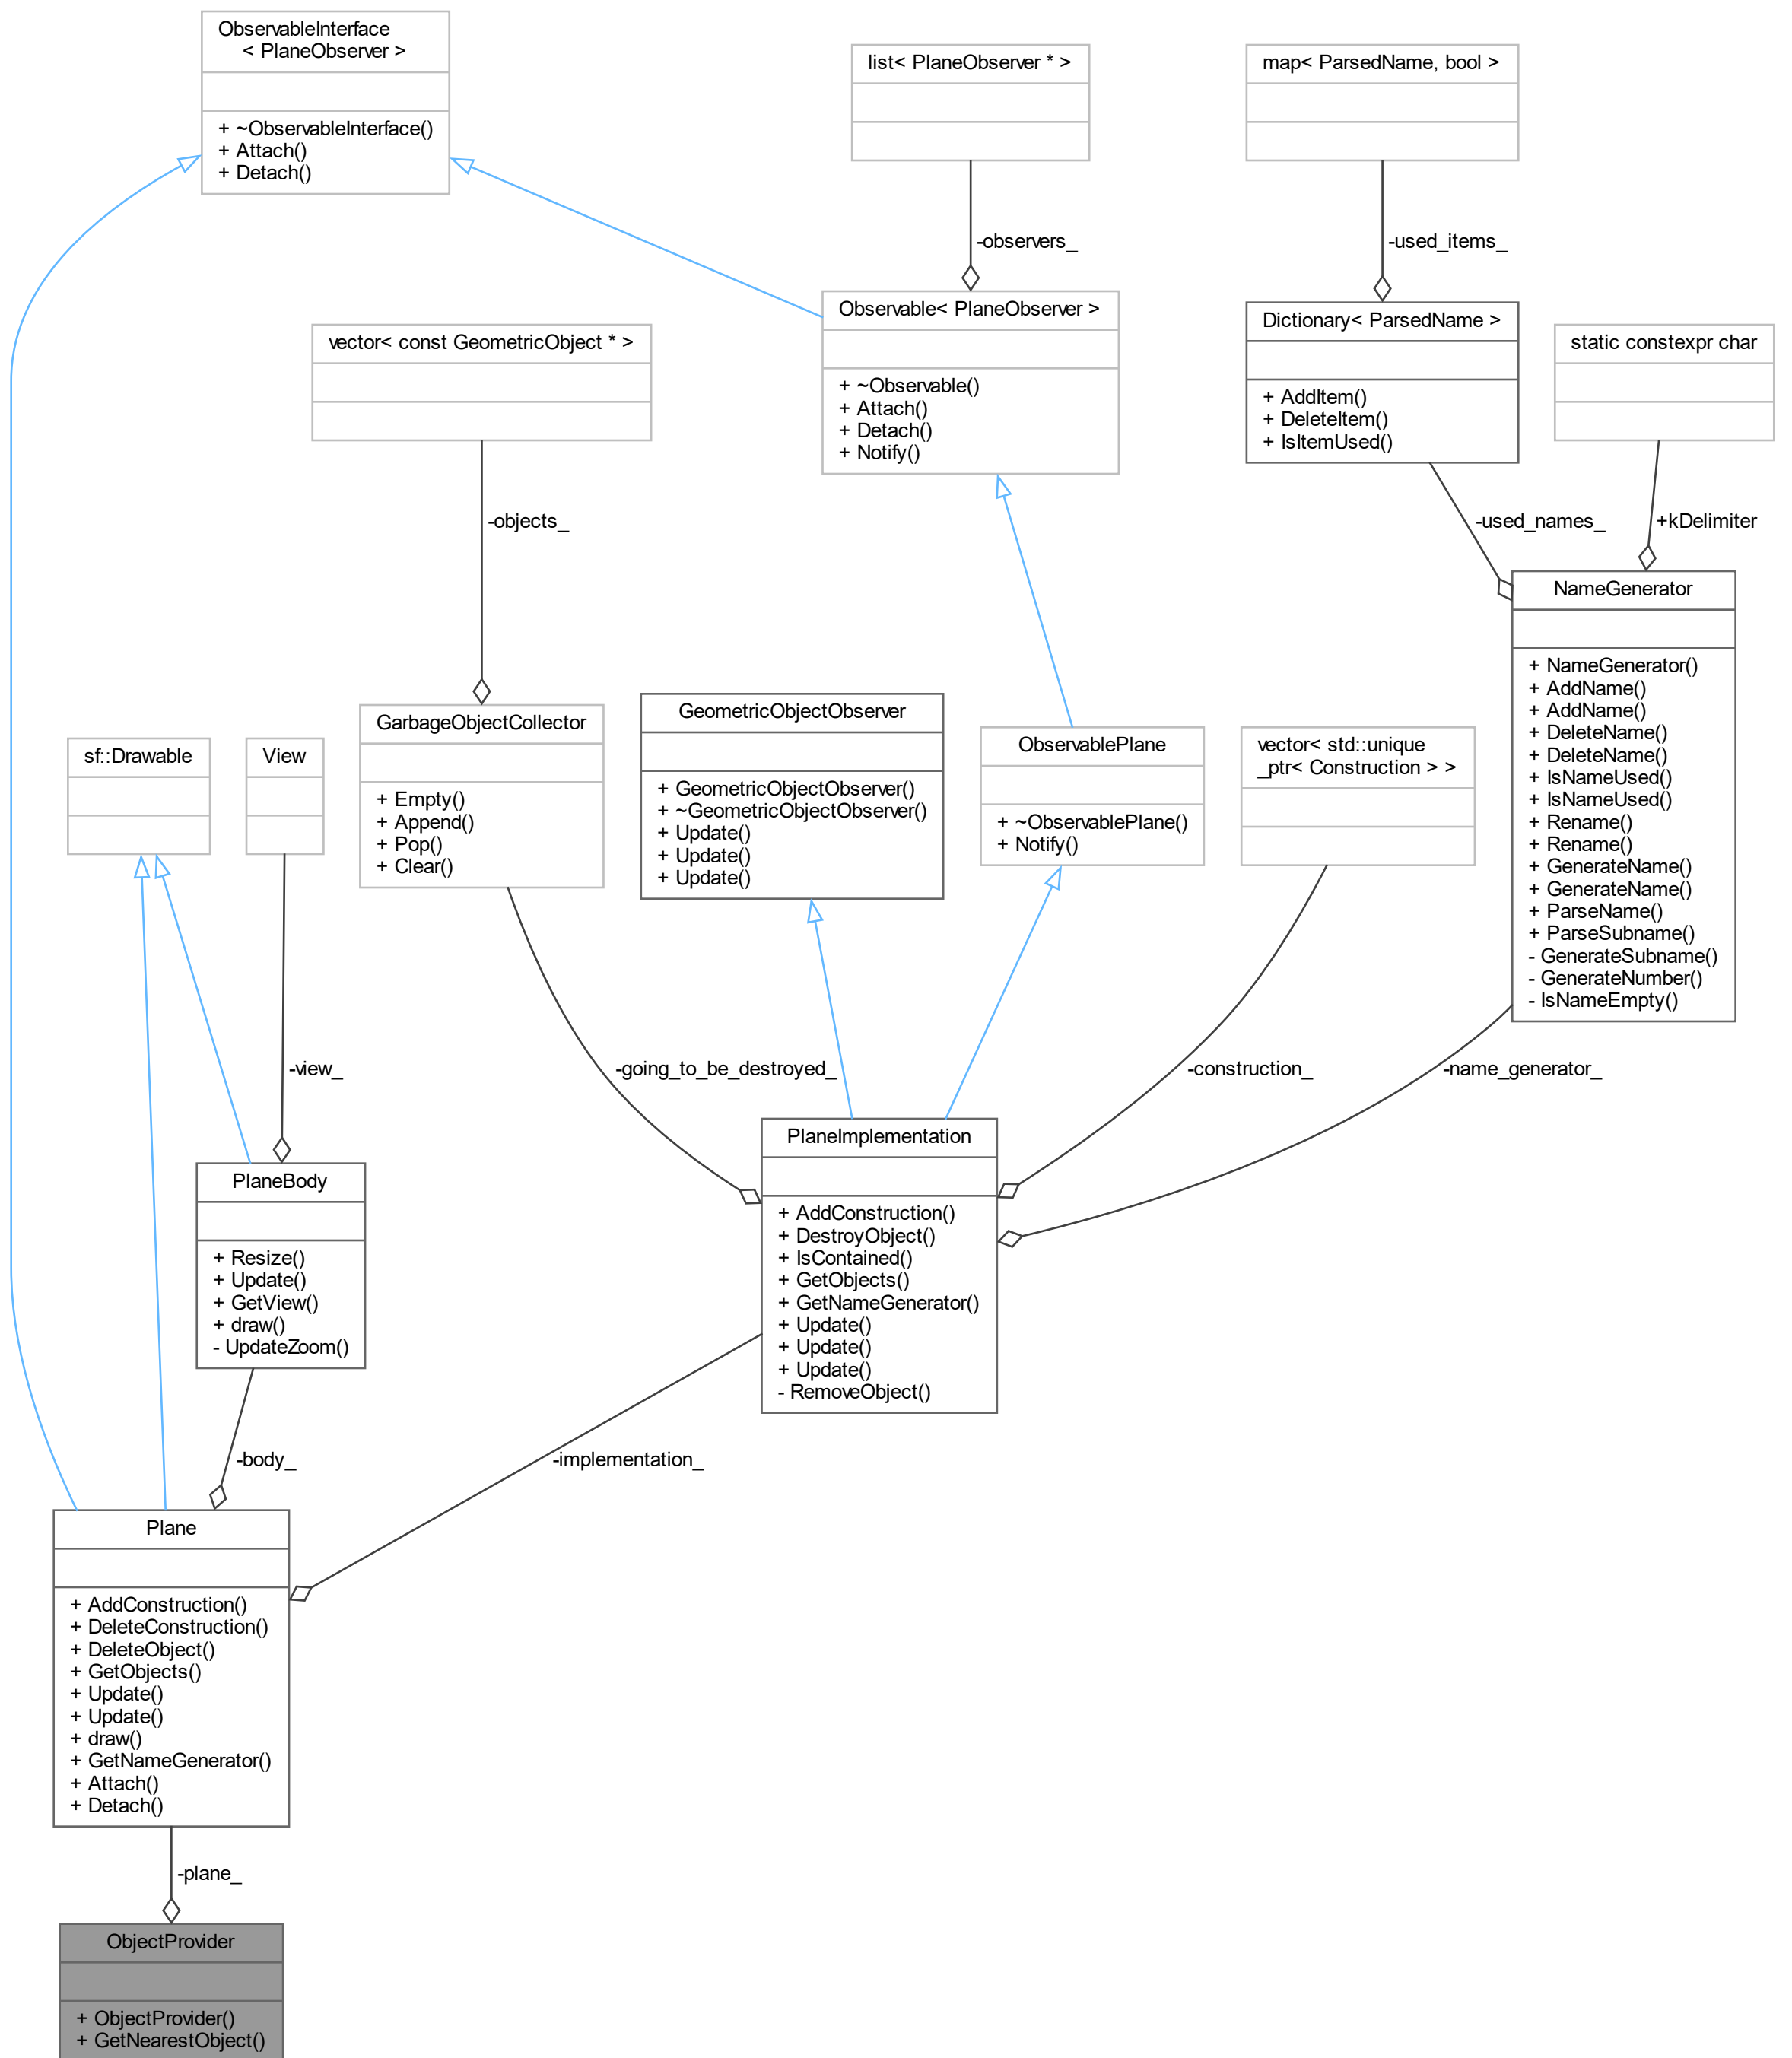 ObservableInterface
< PlaneObserver >
+ ~ObservableInterface()
+ Attach()
+ Detach()
list< PlaneObserver * >
map< ParsedName, bool >
-observers_
-used_items_
Observable< PlaneObserver >
+ ~Observable()
+ Attach()
+ Detach()
+ Notify()
Dictionary< ParsedName >
+ AddItem()
+ DeleteItem()
+ IsItemUsed()
vector< const GeometricObject * >
static constexpr char
-objects_
-used_names_
+kDelimiter
NameGenerator
+ NameGenerator()
+ AddName()
+ AddName()
+ DeleteName()
+ DeleteName()
+ IsNameUsed()
+ IsNameUsed()
+ Rename()
+ Rename()
+ GenerateName()
+ GenerateName()
+ ParseName()
+ ParseSubname()
- GenerateSubname()
- GenerateNumber()
- IsNameEmpty()
sf::Drawable
View
GarbageObjectCollector
+ Empty()
+ Append()
+ Pop()
+ Clear()
GeometricObjectObserver
+ GeometricObjectObserver()
+ ~GeometricObjectObserver()
+ Update()
+ Update()
+ Update()
ObservablePlane
+ ~ObservablePlane()
+ Notify()
vector< std::unique
_ptr< Construction > >
-view_
-going_to_be_destroyed_
-construction_
-name_generator_
PlaneBody
+ Resize()
+ Update()
+ GetView()
+ draw()
- UpdateZoom()
PlaneImplementation
+ AddConstruction()
+ DestroyObject()
+ IsContained()
+ GetObjects()
+ GetNameGenerator()
+ Update()
+ Update()
+ Update()
- RemoveObject()
-body_
-implementation_
Plane
+ AddConstruction()
+ DeleteConstruction()
+ DeleteObject()
+ GetObjects()
+ Update()
+ Update()
+ draw()
+ GetNameGenerator()
+ Attach()
+ Detach()
-plane_
ObjectProvider
+ ObjectProvider()
+ GetNearestObject()